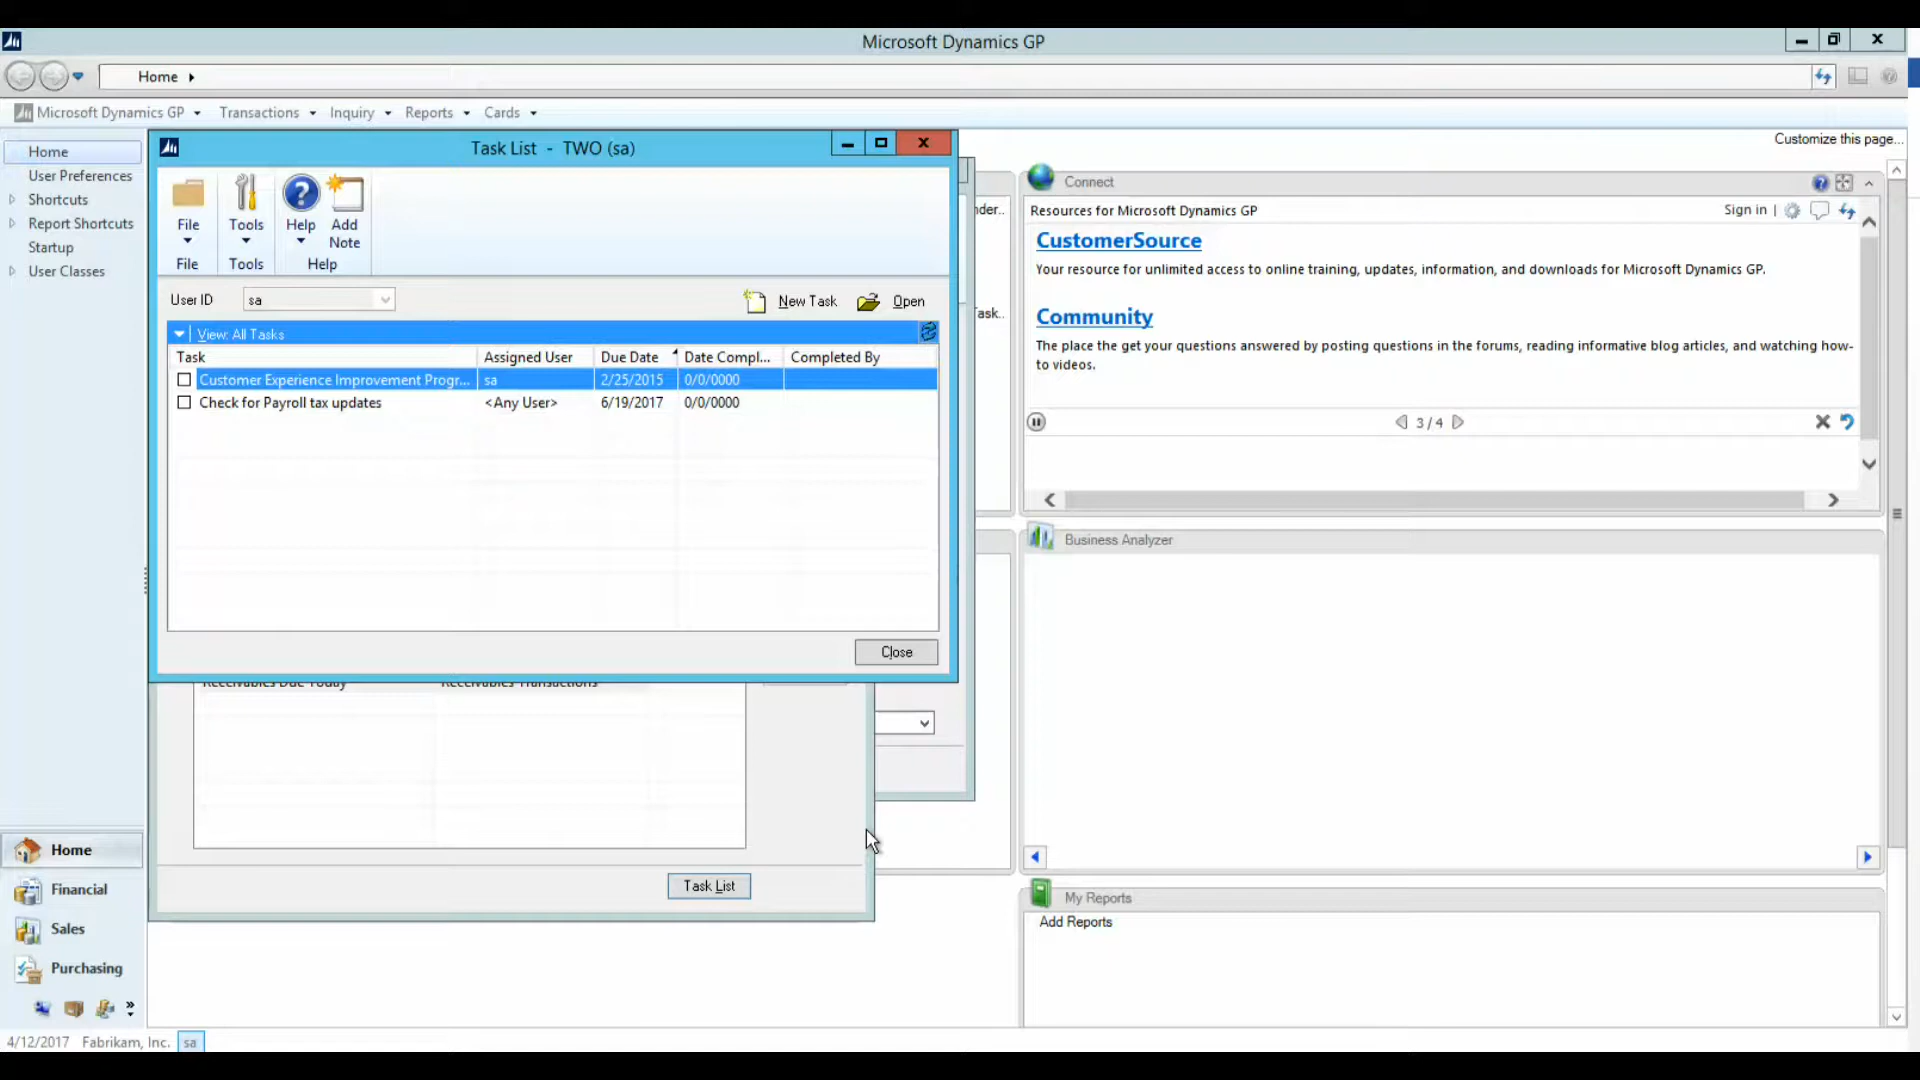 Microsoft Dynamics GP
Home
Microsoft Dynamics GP Transactions Inquiry Reports Cards
Customize this page...
Home
User Preferences
Shortcuts
Report Shortcuts
Startup
User Classes
Task List - TWO (sa)
File
Tools
Help
Add Note
File
Tools
Help
User ID sa
New Task
Open
View: All Tasks
Task Assigned User Due Date Date Compl... Completed By
Customer Experience Improvement Progr... sa 2/25/2015 0/0/0000
Check for Payroll tax updates <Any User> 6/19/2017 0/0/0000
Close
Receivables Due Today Receivables Transactions
Task List
Connect
Resources for Microsoft Dynamics GP
Sign in |
CustomerSource
Your resource for unlimited access to online training, updates, information, and downloads for Microsoft Dynamics GP.
Community
The place the get your questions answered by posting questions in the forums, reading informative blog articles, and watching how-
to videos.
3 / 4
Business Analyzer
My Reports
Add Reports
Home
Financial
Sales
Purchasing
4/12/2017 Fabrikam, Inc. sa